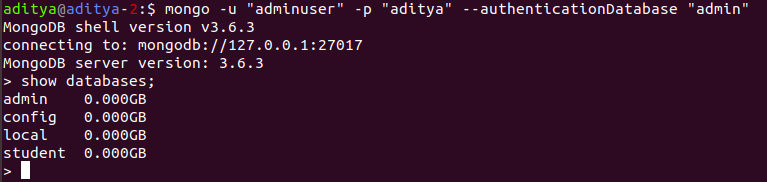 aditya@aditya-2:$ mongo -u "adminuser" -p "aditya" --authenticationDatabase "admin"
MongoDB shell version v3.6.3
connecting to: mongodb://127.0.0.1:27017
MongoDB server version: 3.6.3
> show databases;
admin    0.000GB
config   0.000GB
local    0.000GB
student  0.000GB
>